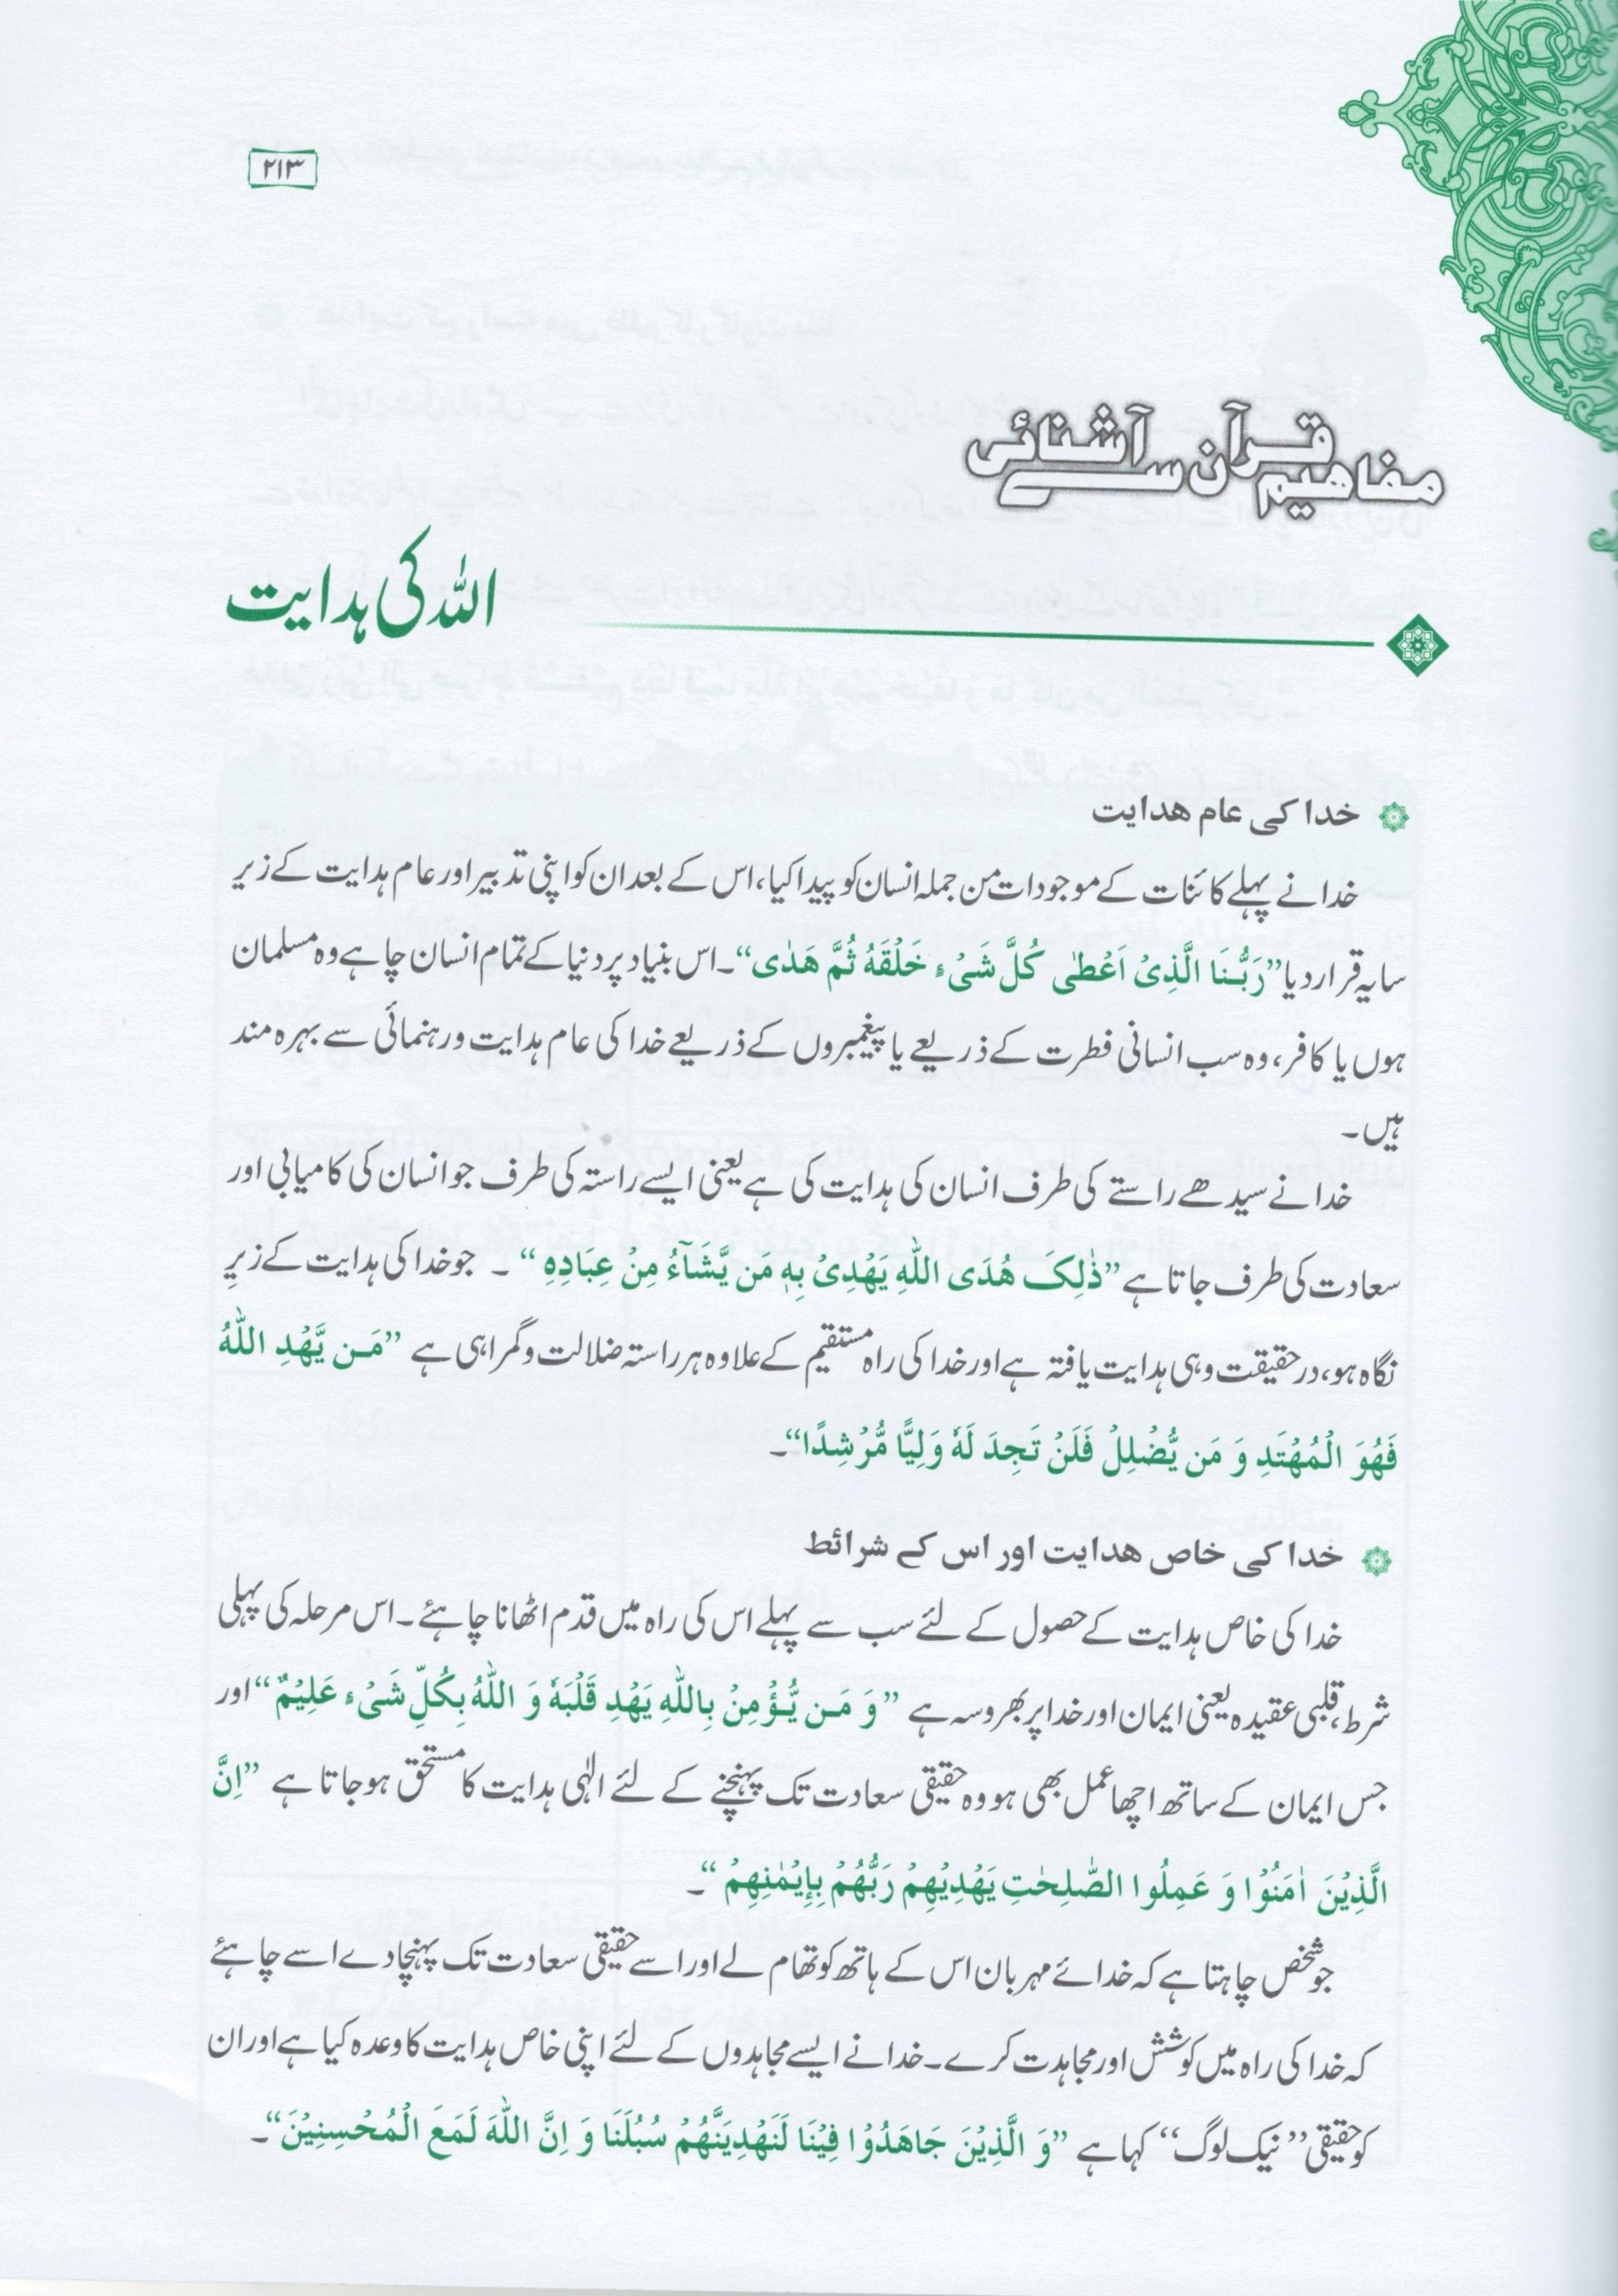 ۲۱۳
مفاهیم قرآن سے آشنائی
اللہ کی ہدایت
خدا کی عام هدایت
خدا نے پہلے کائنات کے موجودات من جملہ انسان کو پیدا کیا، اس کے بعد ان کو اپنی تدبیر اور عام ہدایت کے زیر
سایہ قرار دیا ”رَبُّنَا الَّذِیْ اَعْطٰی کُلَّ شَیْءٍ خَلْقَهُ ثُمَّ هَدٰی“۔ اس بنیاد پر دنیا کے تمام انسان چاہے وہ مسلمان
ہوں یا کافر، وہ سب انسانی فطرت کے ذریعے یا پیغمبروں کے ذریعے خدا کی عام ہدایت و رہنمائی سے بہرہ مند
ہیں۔
خدا نے سیدھے راستے کی طرف انسان کی ہدایت کی ہے یعنی ایسے راستہ کی طرف جو انسان کی کامیابی اور
سعادت کی طرف جاتا ہے ”ذٰلِکَ هُدَی اللّٰهِ یَهْدِیْ بِهٖ مَن یَّشَآءُ مِنْ عِبَادِهِ“ ۔ جو خدا کی ہدایت کے زیرِ
نگاہ ہو، در حقیقت وہی ہدایت یافتہ ہے اور خدا کی راہ مستقیم کے علاوہ ہر راستہ ضلالت و گمراہی ہے ”مَن یَّهْدِ اللّٰهُ
فَهُوَ الْمُهْتَدِ وَ مَن یُّضْلِلْ فَلَنْ تَجِدَ لَهٗ وَلِیًّا مُّرْشِدًا“۔
خدا کی خاص هدایت اور اس کے شرائط
خدا کی خاص ہدایت کے حصول کے لئے سب سے پہلے اس کی راہ میں قدم اٹھانا چاہئے۔ اس مرحلہ کی پہلی
شرط، قلبی عقیدہ یعنی ایمان اور خدا پر بھروسہ ہے ”وَ مَن یُّؤْمِنْ بِاللّٰهِ یَهْدِ قَلْبَهٗ وَ اللّٰهُ بِکُلِّ شَیْءٍ عَلِیْمٌ“ اور
جس ایمان کے ساتھ اچھا عمل بھی ہو وہ حقیقی سعادت تک پہنچنے کے لئے الٰہی ہدایت کا مستحق ہو جاتا ہے ”اِنَّ
الَّذِیْنَ اٰمَنُوْا وَ عَمِلُوا الصّٰلِحٰتِ یَهْدِیْهِمْ رَبُّهُمْ بِاِیْمٰنِهِمْ“۔
جو شخص چاہتا ہے کہ خدائے مہربان اس کے ہاتھ کو تھام لے اور اسے حقیقی سعادت تک پہنچا دے اسے چاہئے
کہ خدا کی راہ میں کوشش اور مجاہدت کرے۔ خدا نے ایسے مجاہدوں کے لئے اپنی خاص ہدایت کا وعدہ کیا ہے اور ان
کو حقیقی ”نیک لوگ“ کہا ہے ”وَ الَّذِیْنَ جَاهَدُوْا فِیْنَا لَنَهْدِیَنَّهُمْ سُبُلَنَا وَ اِنَّ اللّٰهَ لَمَعَ الْمُحْسِنِیْنَ“۔